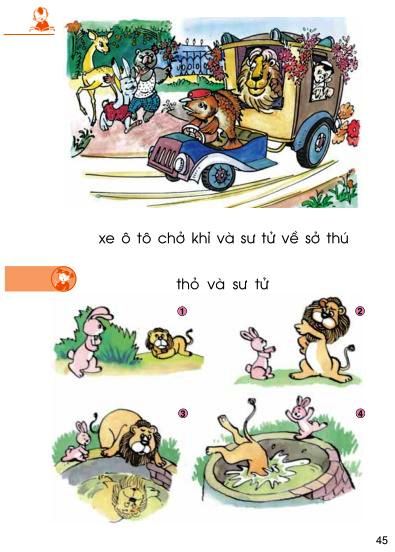 xe ô tô chở khỉ và sư tử về sở thú
thỏ và sư tử
1
2
3
4
45